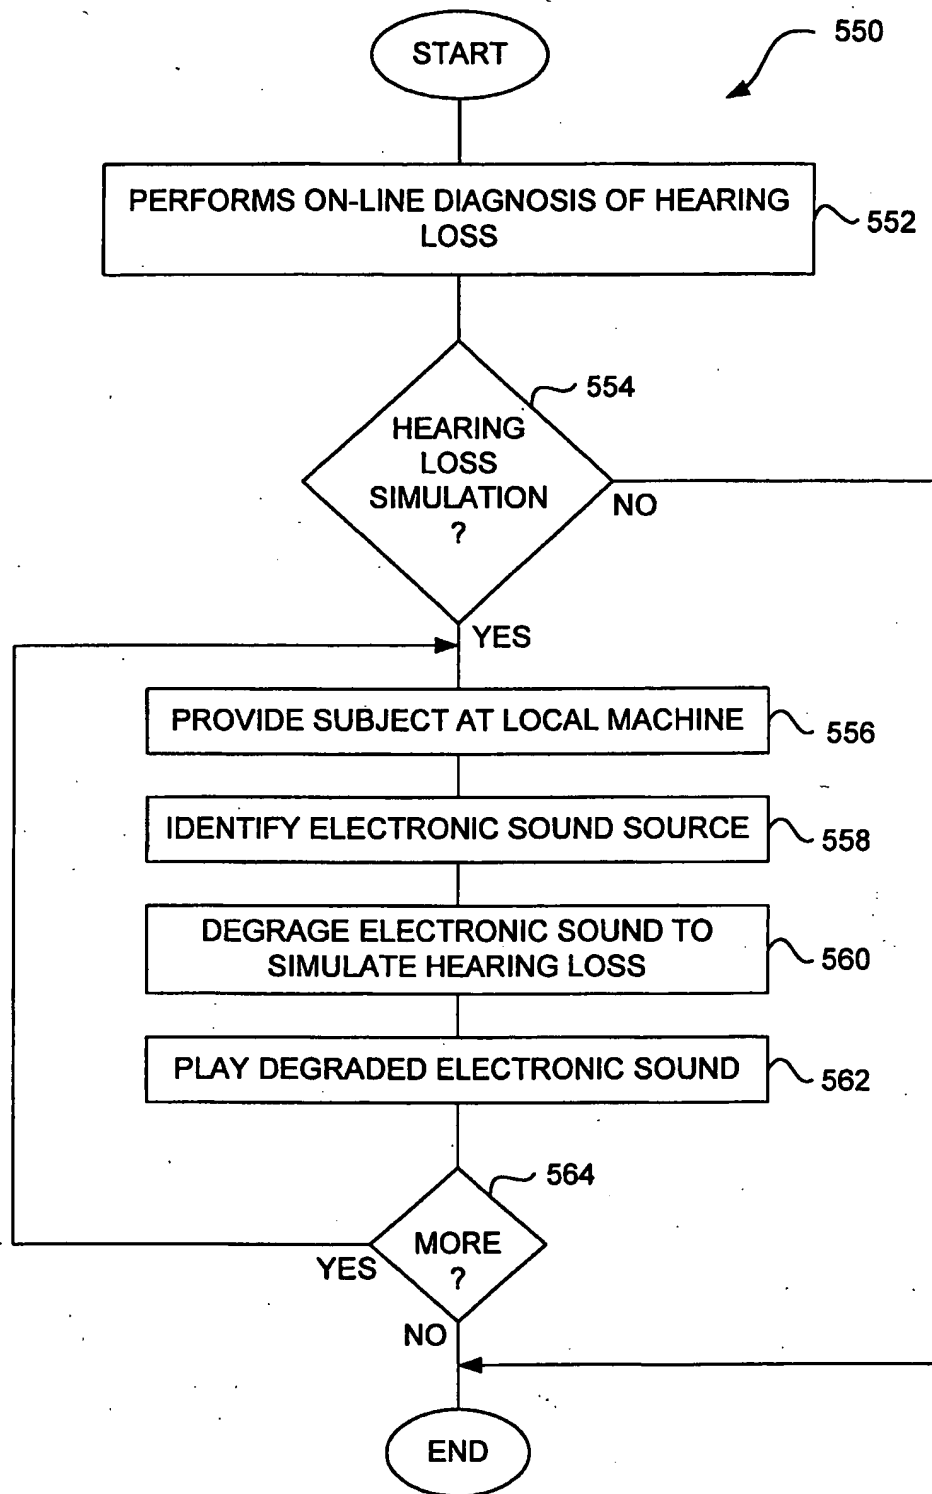 START
550
PERFORMS ON-LINE DIAGNOSIS OF HEARING
LOSS
552
554
HEARING
LOSS
SIMULATION
?
NO
YES
PROVIDE SUBJECT AT LOCAL MACHINE
556
IDENTIFY ELECTRONIC SOUND SOURCE
558
DEGRAGE ELECTRONIC SOUND TO
SIMULATE HEARING LOSS
560
PLAY DEGRADED ELECTRONIC SOUND
562
564
MORE
?
YES
NO
END